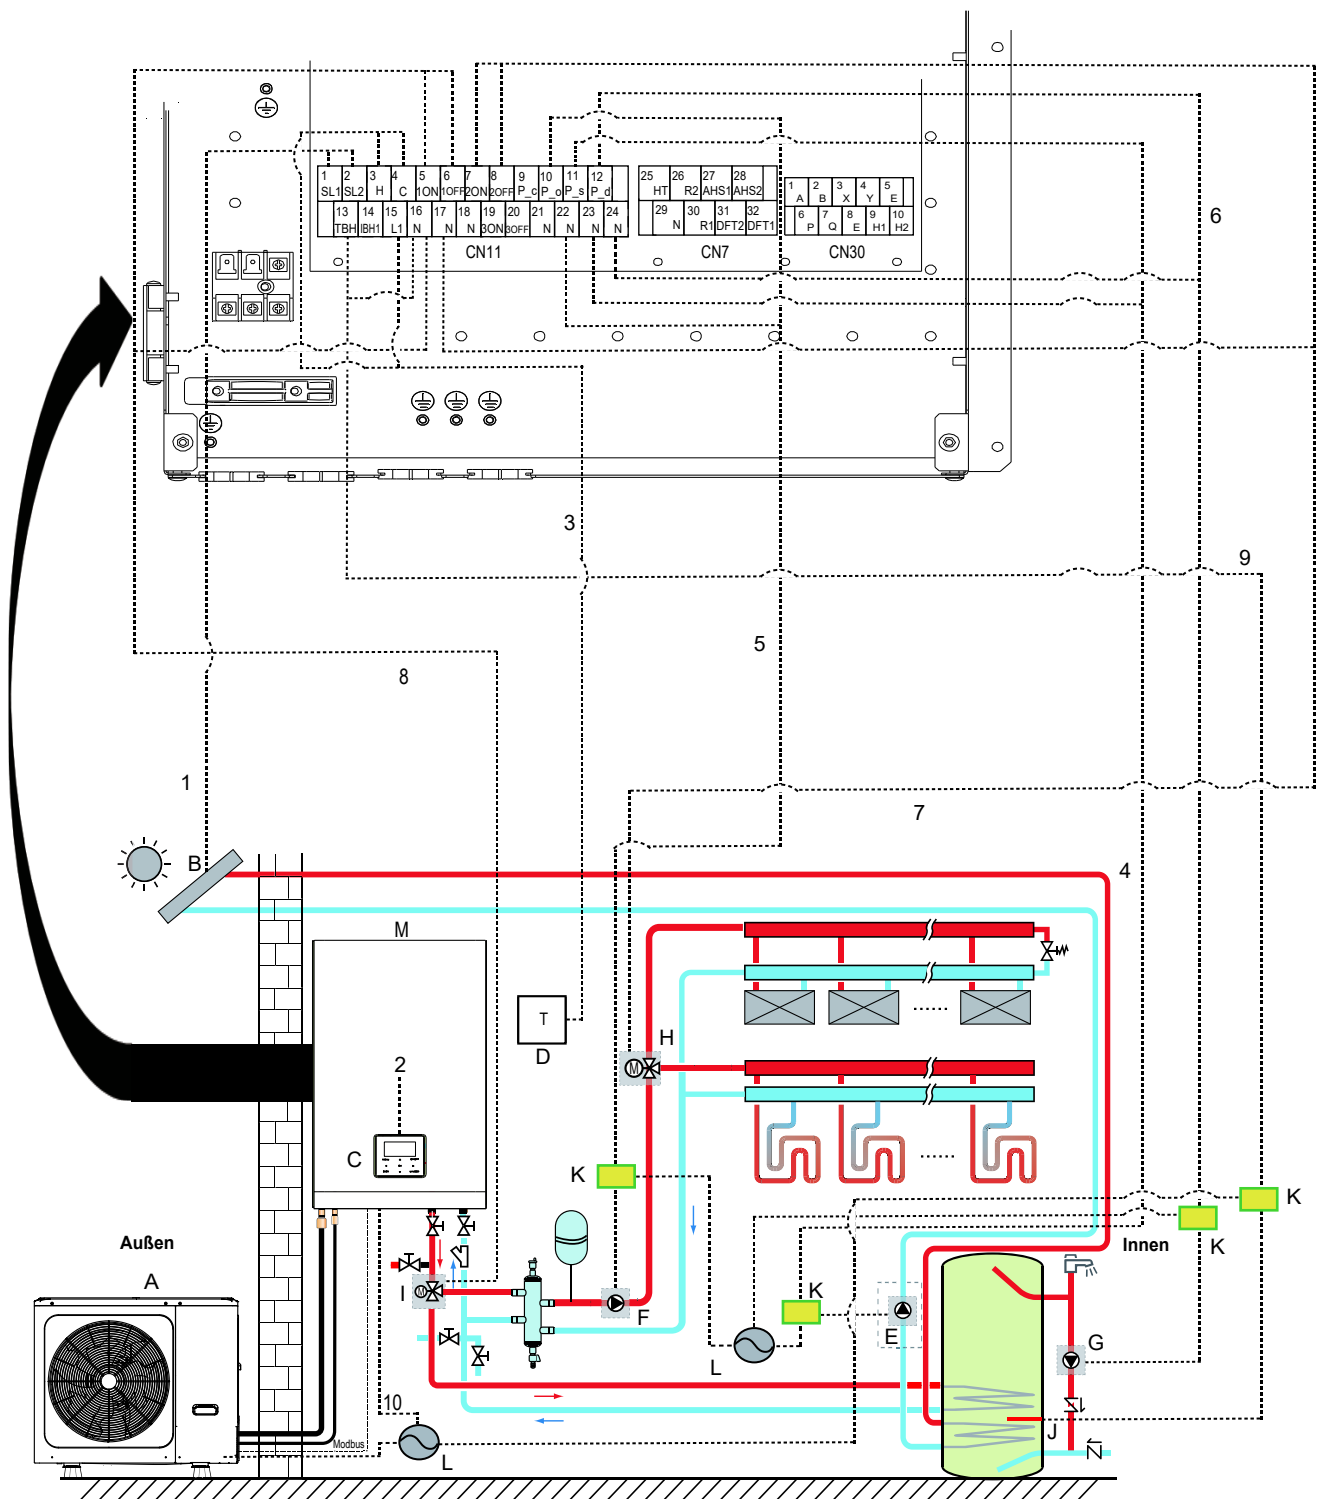 1 2 3 4 5 6 7 8 9 10 11 12
SL1 SL2 H C 1ON 1OFF 2ON 2OFF P_c P_o P_s P_d
13 14 15 16 17 18 19 20 21 22 23 24
TBH IBH1 L1 N N N 3ON 3OFF N N N N
CN11
25 26 27 28
HT R2 AHS1 AHS2
29 30 31 32
N R1 DFT2 DFT1
CN7
1 2 3 4 5
A B X Y E
6 7 8 9 10
P Q E H1 H2
CN30
6
3
9
5
8
1
7
B
4
M
T
D
H
M
2
C
K
K
K
Außen
Innen
A
I
M
F
K
E
G
L
10
J
Modbus
L